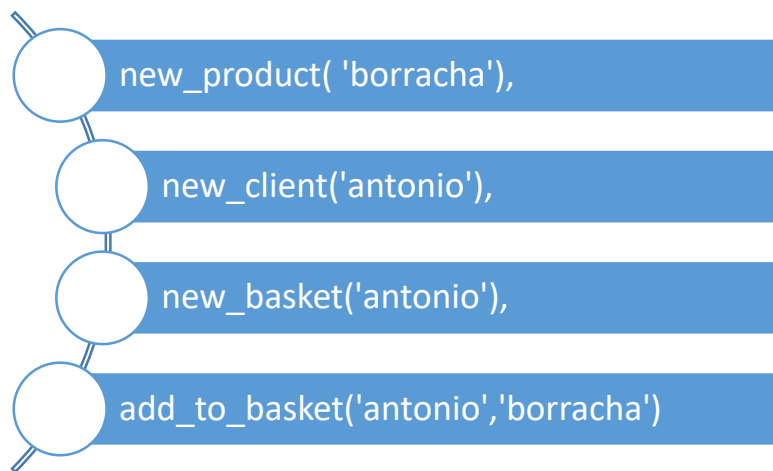 new_product( 'borracha'),
new_client('antonio'),
new_basket('antonio'),
add_to_basket('antonio','borracha')